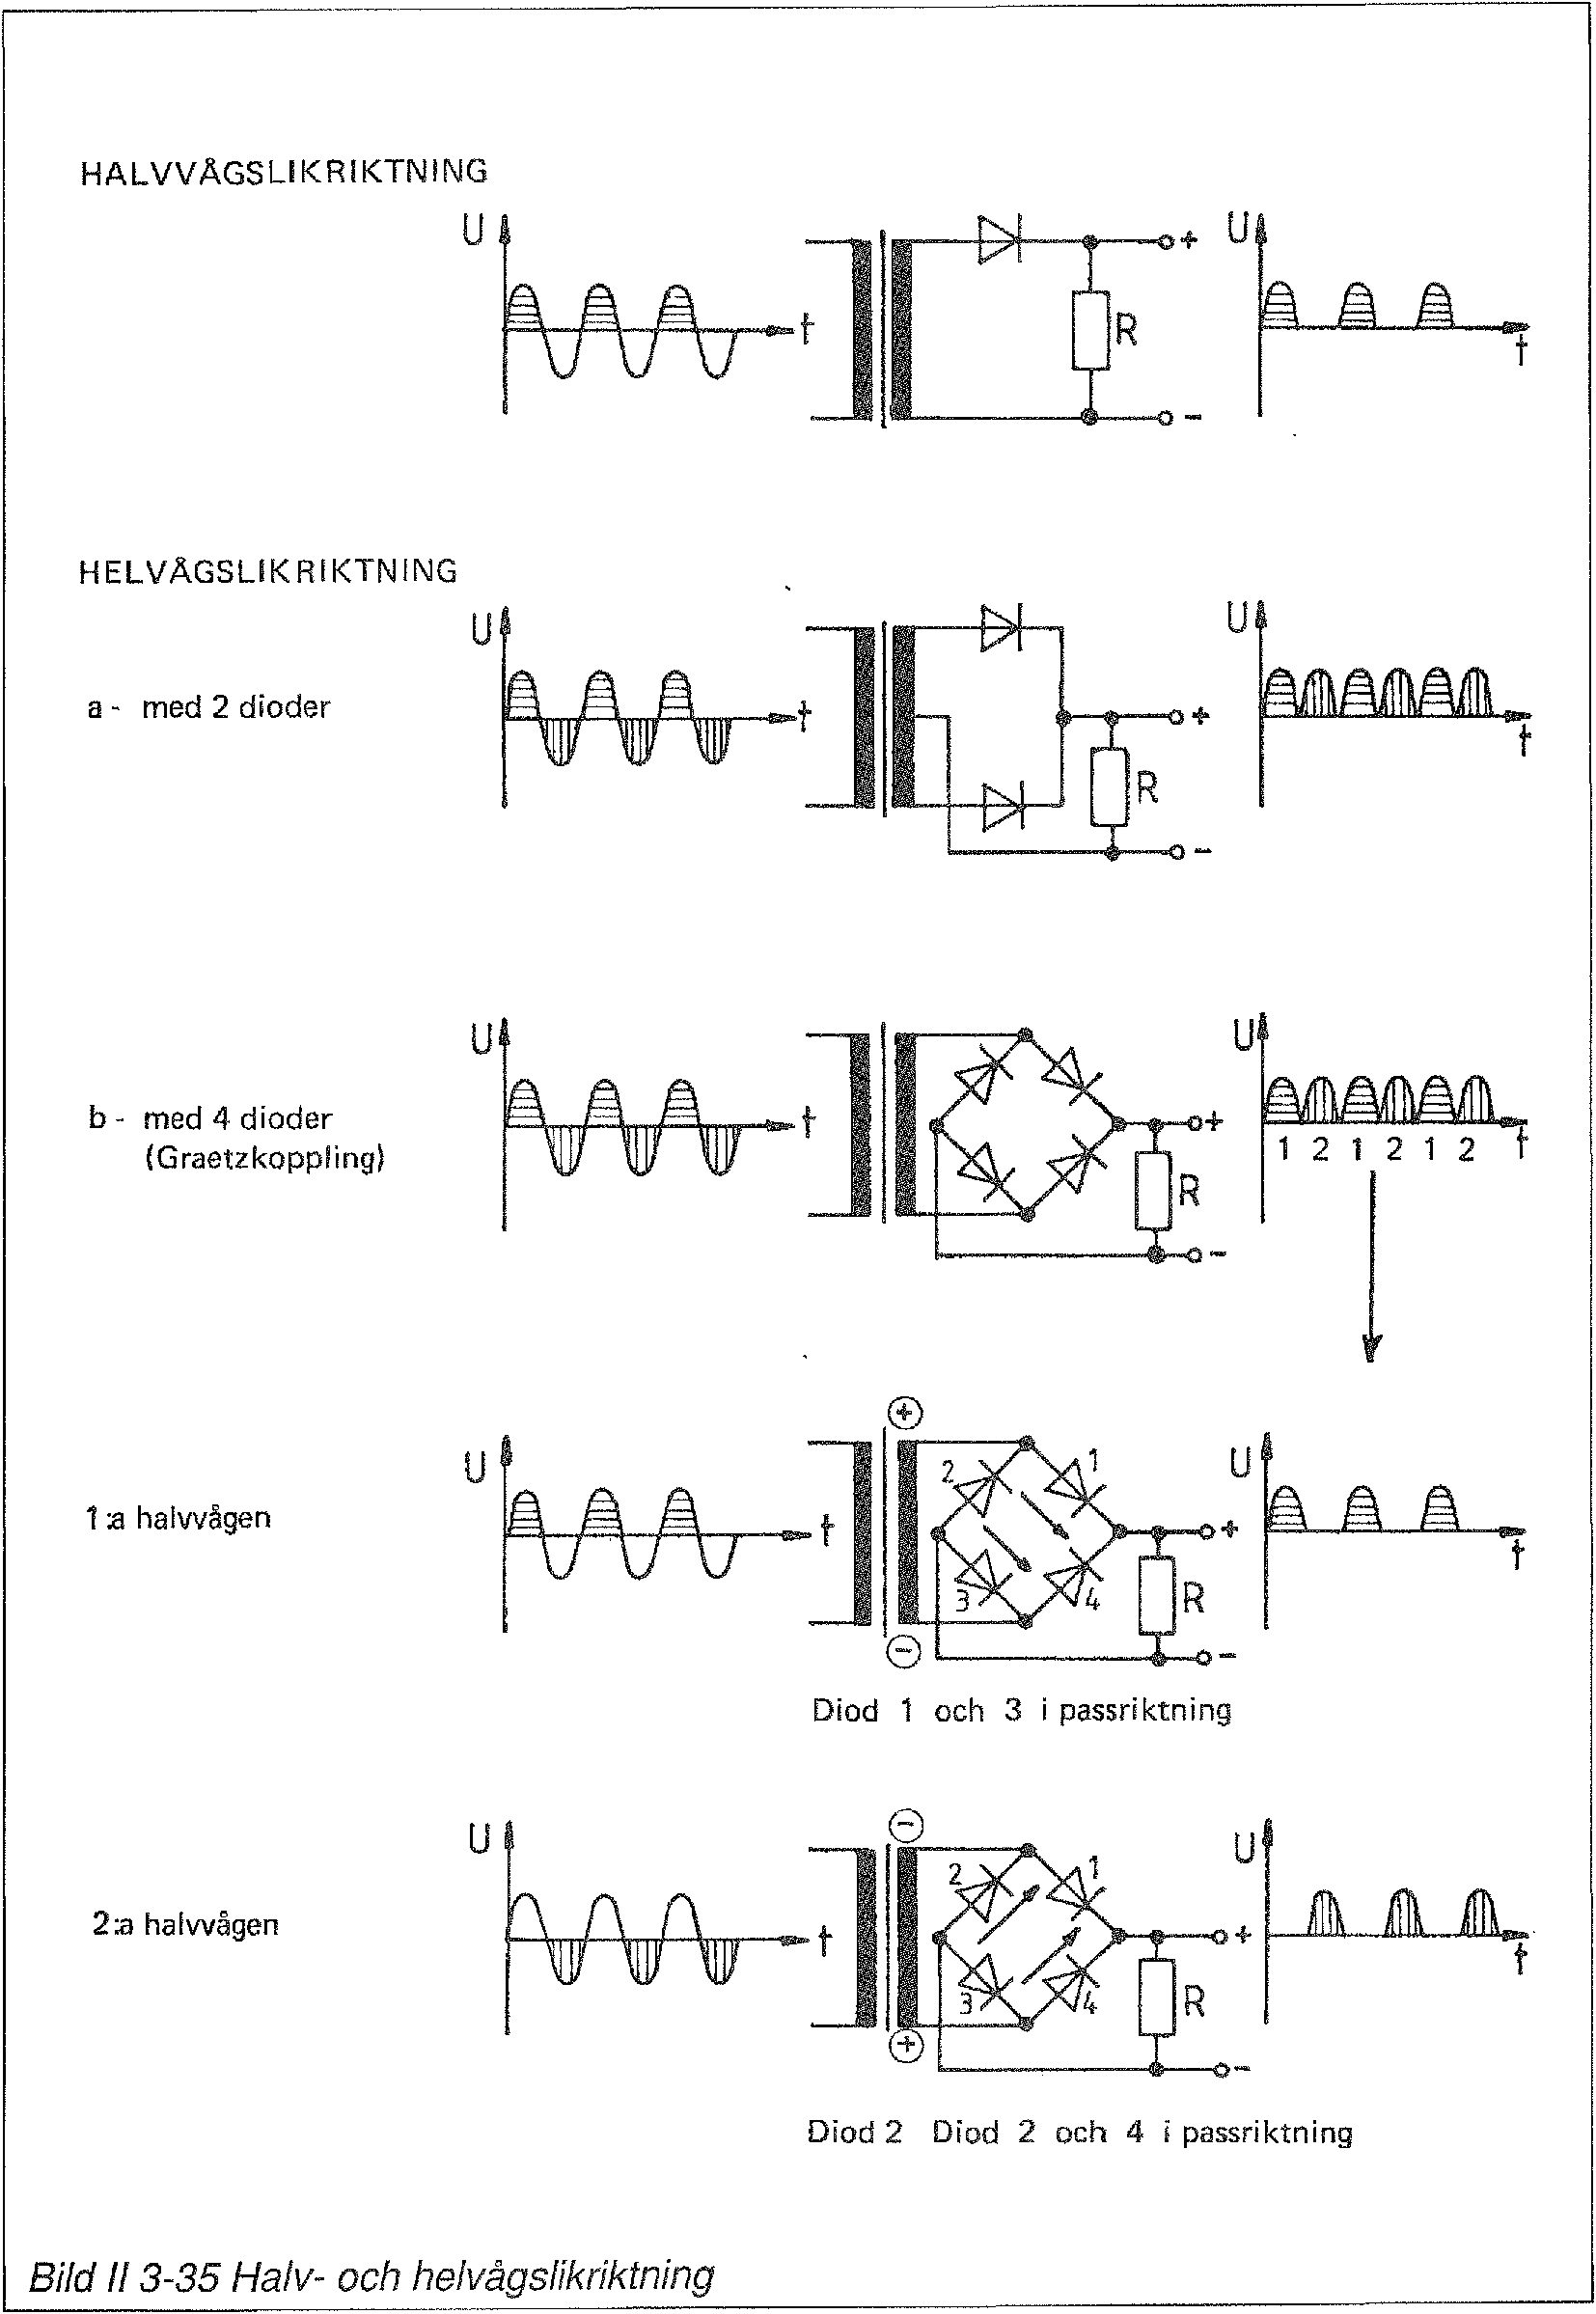 HALVVÅGSLIKRIKTNING
U
t
+
R
-
U
t
HELVÅGSLIKRIKTNING
a - med 2 dioder
U
t
+
R
-
U
t
b - med 4 dioder
(Graetzkoppling)
U
t
+
R
-
U
1 2 1 2 1 2 t
1:a halvvågen
U
t
+
2 1
3 4
-
+
R
-
U
t
Diod 1 och 3 i passriktning
2:a halvvågen
U
t
-
2 1
3 4
+
+
R
-
U
t
Diod 2 Diod 2 och 4 i passriktning
Bild II 3-35 Halv- och helvågslikriktning